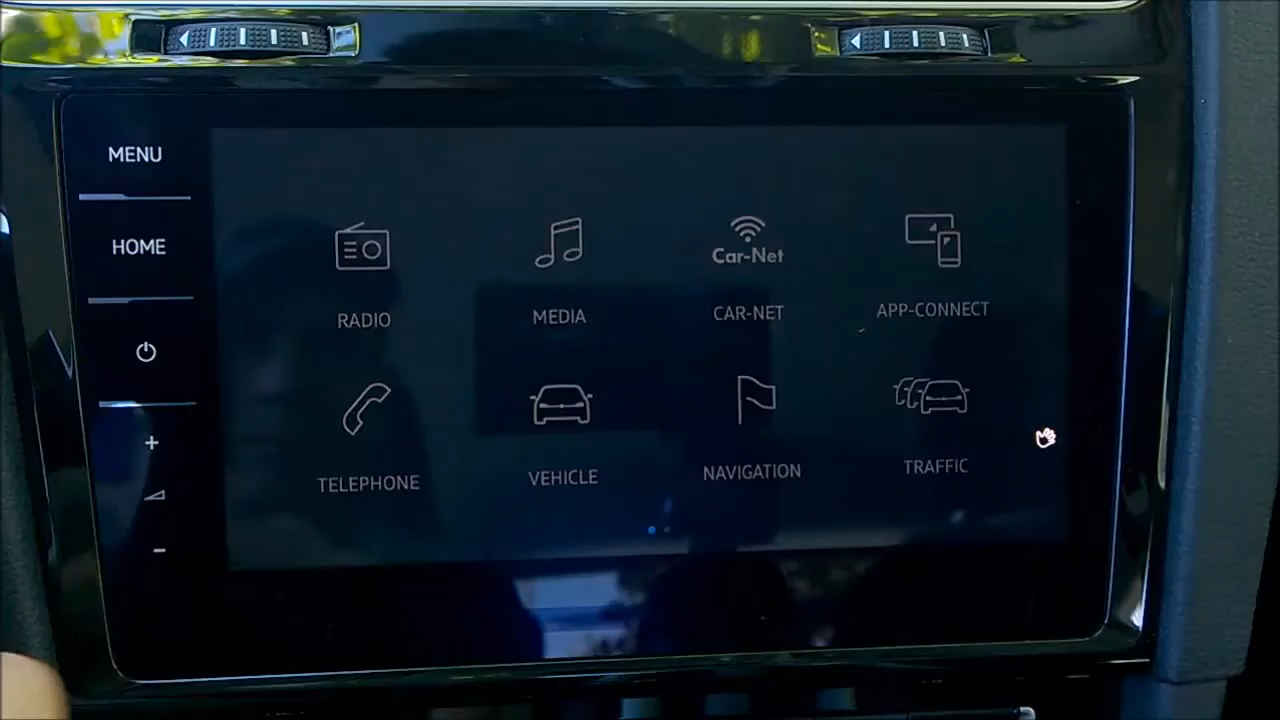 MENU
HOME
RADIO
MEDIA
Car-Net
CAR-NET
APP-CONNECT
TELEPHONE
VEHICLE
NAVIGATION
TRAFFIC
+
-